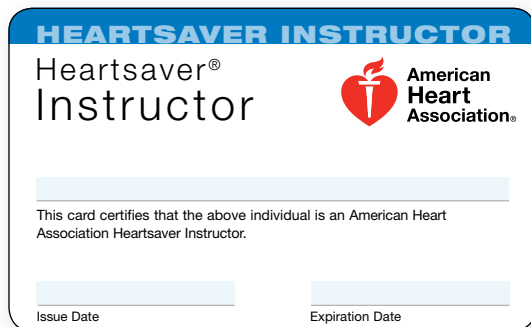 HEARTSAVER INSTRUCTOR
Heartsaver®
Instructor
American
Heart
Association®
This card certifies that the above individual is an American Heart
Association Heartsaver Instructor.
Issue Date
Expiration Date